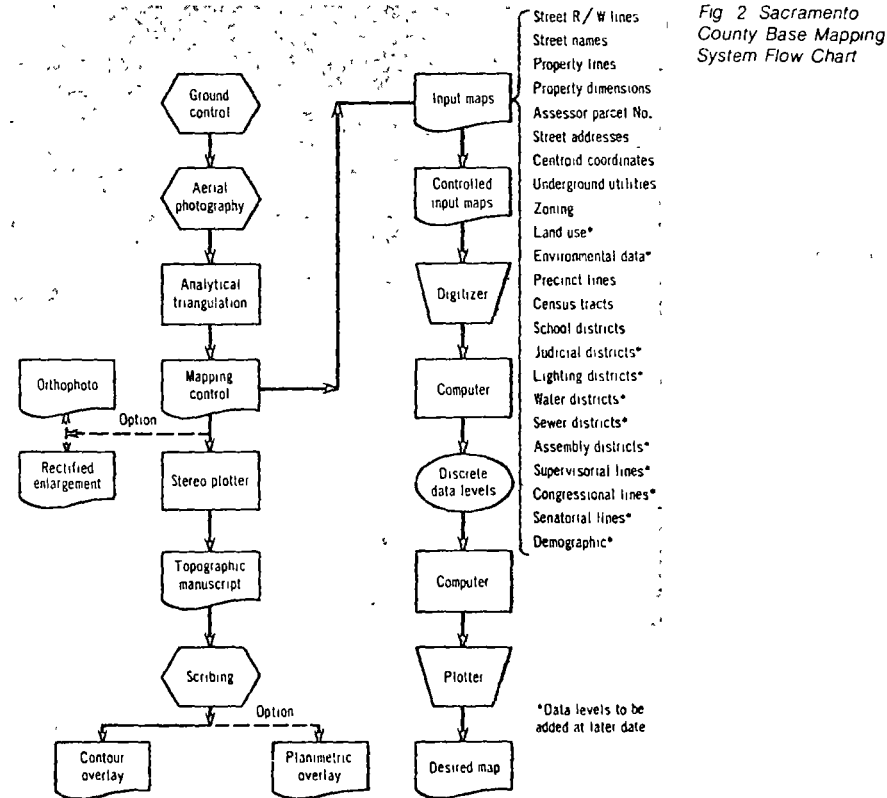 Fig 2 Sacramento
County Base Mapping
System Flow Chart
Ground
control
Aerial
photography
Analytical
triangulation
Mapping
control
Orthophoto
Option
Rectified
enlargement
Stereo plotter
Topographic
manuscript
Scribing
Option
Contour
overlay
Planimetric
overlay
Input maps
Controlled
input maps
Digitizer
Computer
Discrete
data levels
Computer
Plotter
Desired map
Street R/W lines
Street names
Property lines
Property dimensions
Assessor parcel No.
Street addresses
Centroid coordinates
Underground utilities
Zoning
Land use*
Environmental data*
Precinct lines
Census tracts
School districts
Judicial districts*
Lighting districts*
Water districts*
Sewer districts*
Assembly districts*
Supervisorial lines*
Congressional lines*
Senatorial lines*
Demographic*
*Data levels to be
added at later date